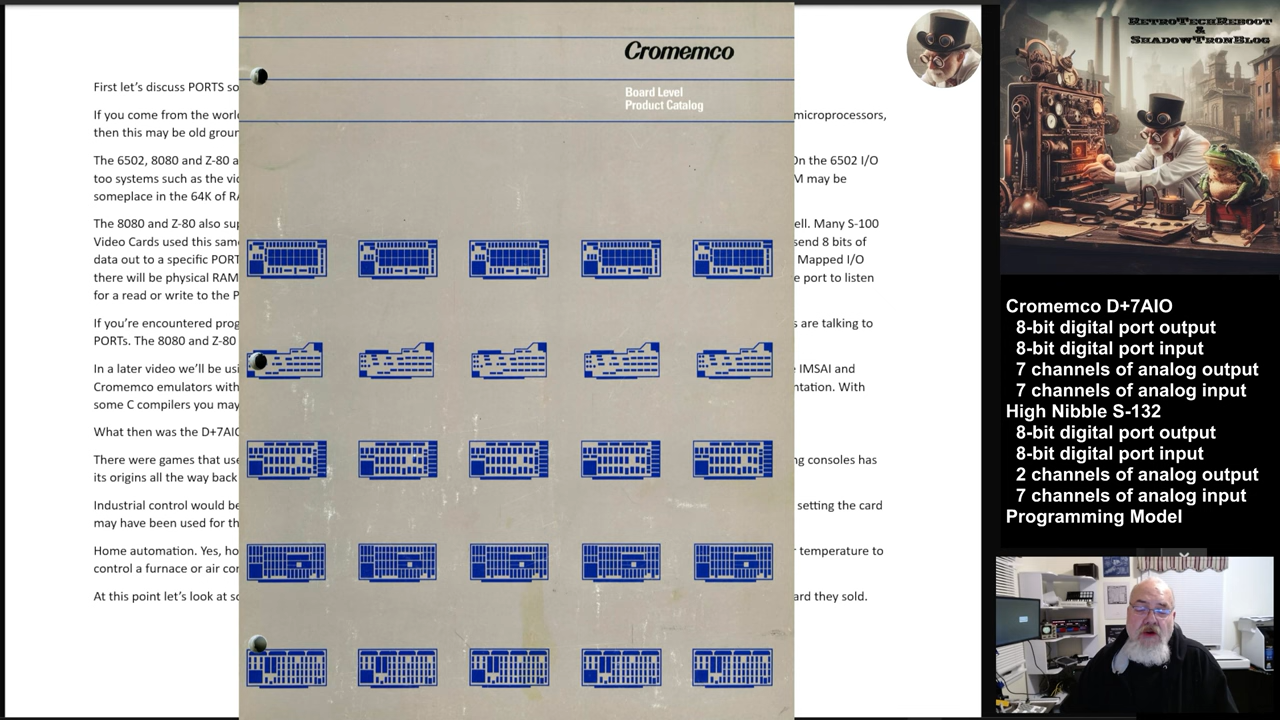 First let's discuss PORTS so
If you come from the worl
microprocessors,
then this may be old groun
The 6502, 8080 and Z-80 a
On the 6502 I/O
too systems such as the vi
M may be
someplace in the 64K of RA
The 8080 and Z-80 also su
ell. Many S-100
Video Cards used this sam
send 8 bits of
data out to a specific PORT
Mapped I/O
there will be physical RAM
e port to listen
for a read or write to the P
If you're encountered prog
s are talking to
PORTs. The 8080 and Z-80
In a later video we'll be usi
e IMSAI and
Cromemco emulators with
ntation. With
some C compilers you may
What then was the D+7AIO
There were games that use
ng consoles has
its origins all the way back
Industrial control would be
setting the card
may have been used for th
Home automation. Yes, ho
r temperature to
control a furnace or air con
At this point let's look at so
ard they sold.
Cromemco
Board Level
Product Catalog
RetroTechReboot
&
ShadowTronBlog
Cromemco D+7AIO
8-bit digital port output
8-bit digital port input
7 channels of analog output
7 channels of analog input
High Nibble S-132
8-bit digital port output
8-bit digital port input
2 channels of analog output
7 channels of analog input
Programming Model